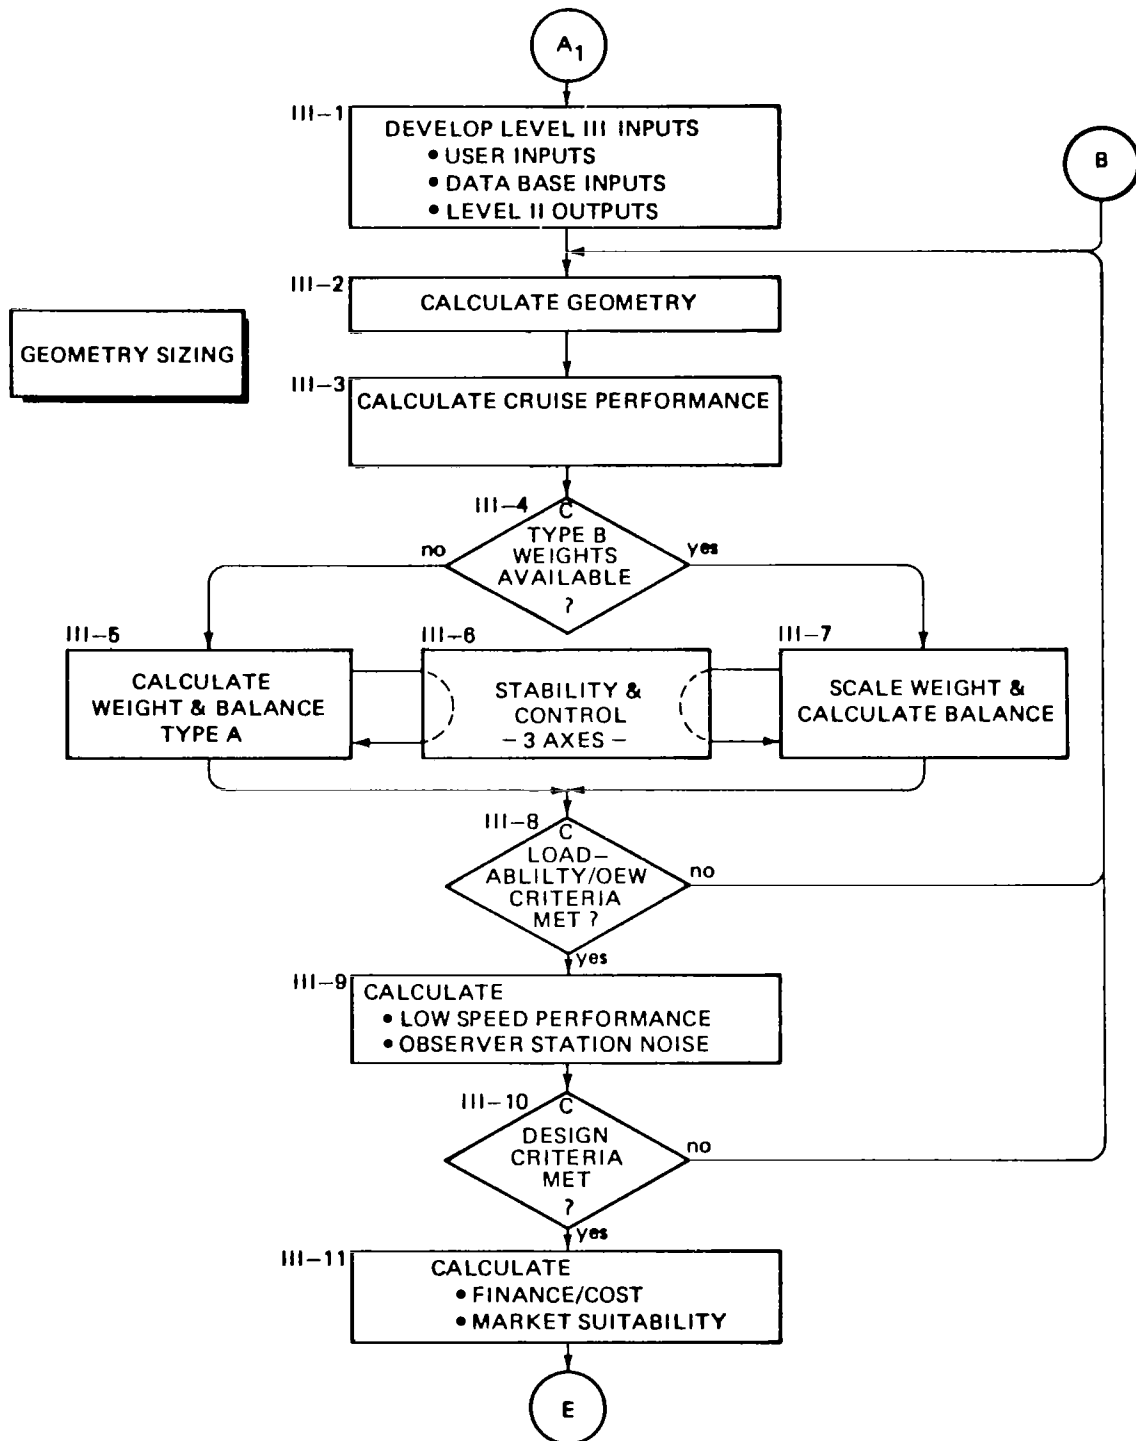 A1
III-1
DEVELOP LEVEL III INPUTS
• USER INPUTS
• DATA BASE INPUTS
• LEVEL II OUTPUTS
B
III-2
CALCULATE GEOMETRY
GEOMETRY SIZING
III-3
CALCULATE CRUISE PERFORMANCE
III-4
C
TYPE B
WEIGHTS
AVAILABLE
?
no
yes
III-5
CALCULATE
WEIGHT & BALANCE
TYPE A
III-6
STABILITY &
CONTROL
- 3 AXES -
III-7
SCALE WEIGHT &
CALCULATE BALANCE
III-8
C
LOAD-
ABLILTY/OEW
CRITERIA
MET ?
no
yes
III-9
CALCULATE
• LOW SPEED PERFORMANCE
• OBSERVER STATION NOISE
III-10
C
DESIGN
CRITERIA
MET
?
no
yes
III-11
CALCULATE
• FINANCE/COST
• MARKET SUITABILITY
E